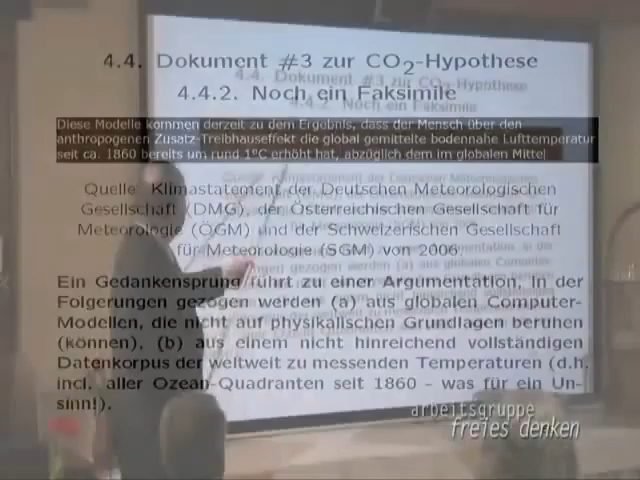 4.4. Dokument #3 zur CO2-Hypothese
4.4.2. Noch ein Faksimile
Diese Modelle kommen derzeit zu dem Ergebnis, dass der Mensch über den
anthropogenen Zusatz-Treibhauseffekt die global gemittelte bodennahe Lufttemperatur
seit ca. 1860 bereits um rund 1°C erhöht hat, abzüglich dem im globalen Mittel
Quelle: Klimastatement der Deutschen Meteorologischen
Gesellschaft (DMG), der Österreichischen Gesellschaft für
Meteorologie (ÖGM) und der Schweizerischen Gesellschaft
für Meteorologie (SGM) von 2006.
Ein Gedankensprung führt zu einer Argumentation, in der
Folgerungen gezogen werden (a) aus globalen Computer-
Modellen, die nicht auf physikalischen Grundlagen beruhen
(können), (b) aus einem nicht hinreichend vollständigen
Datenkorpus der weltweit zu messenden Temperaturen (d.h.
incl. aller Ozean-Quadranten seit 1860 – was für ein Un-
sinn!).
arbeitsgruppe
freies denken